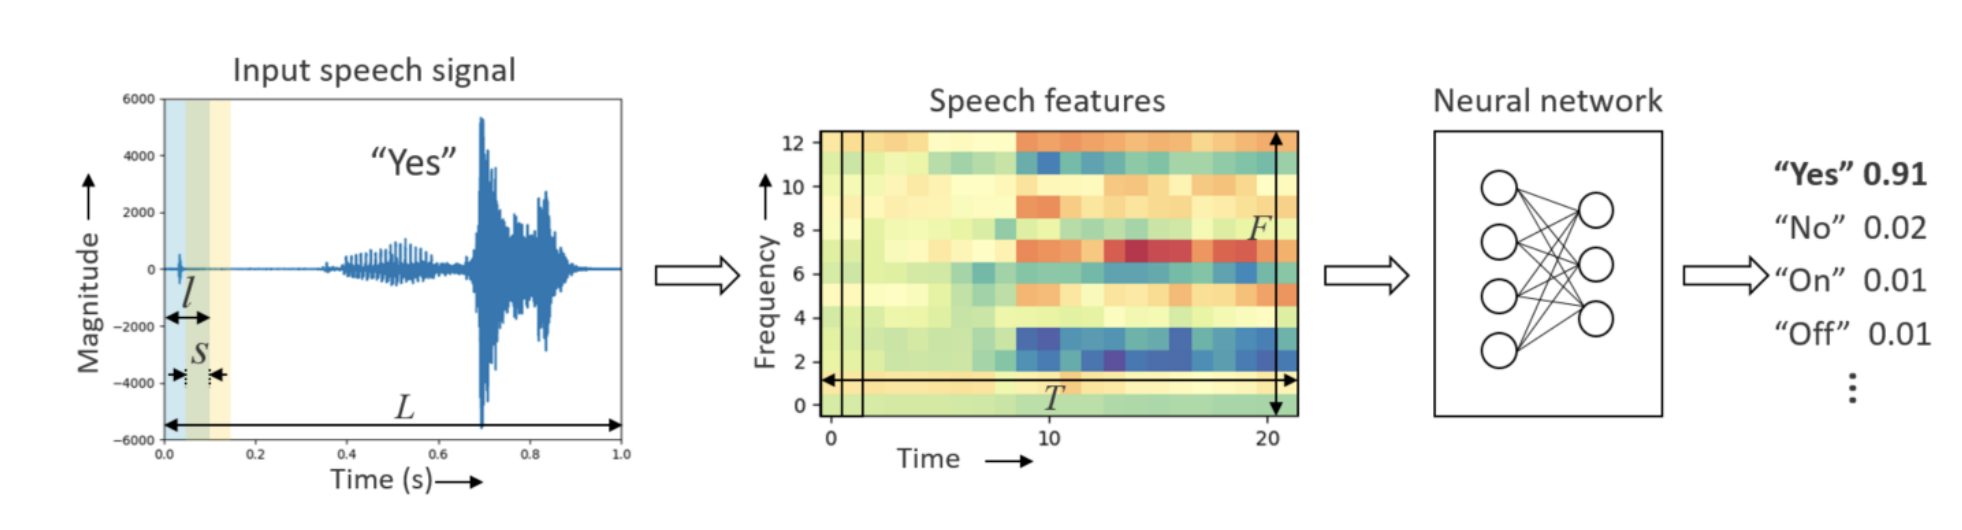 Input speech signal
6000
4000
2000
0
−2000
−4000
−6000
Magnitude
“Yes”
l
s
L
0.0 0.2 0.4 0.6 0.8 1.0
Time (s)
Speech features
12
10
8
6
4
2
0
Frequency
F
T
0 10 20
Time
Neural network
“Yes” 0.91
“No” 0.02
“On” 0.01
“Off” 0.01
⋮